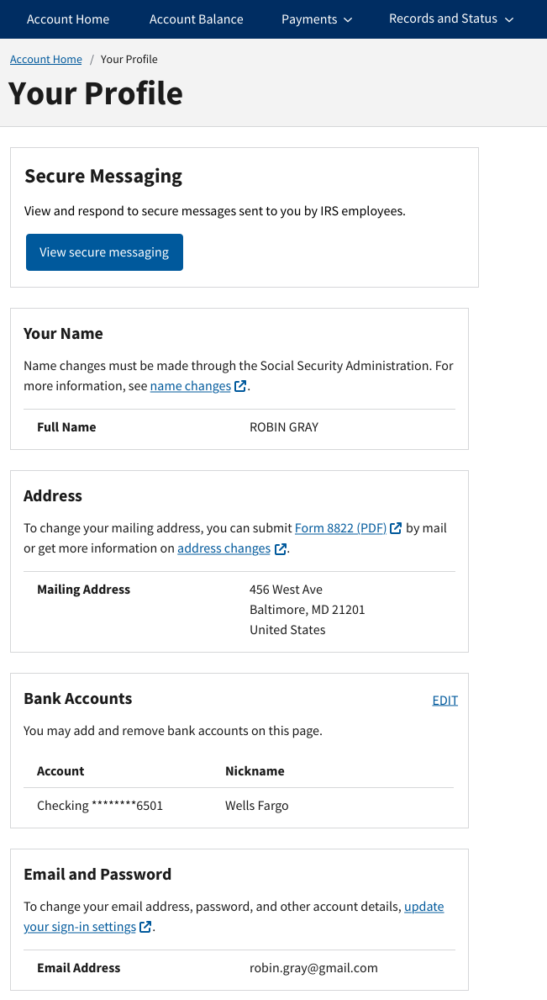 Account Home Account Balance Payments Records and Status
Account Home / Your Profile
Your Profile
Secure Messaging
View and respond to secure messages sent to you by IRS employees.
View secure messaging
Your Name
Name changes must be made through the Social Security Administration. For
more information, see name changes.
Full Name ROBIN GRAY
Address
To change your mailing address, you can submit Form 8822 (PDF) by mail
or get more information on address changes.
Mailing Address 456 West Ave
Baltimore, MD 21201
United States
Bank Accounts EDIT
You may add and remove bank accounts on this page.
Account Nickname
Checking ********6501 Wells Fargo
Email and Password
To change your email address, password, and other account details, update
your sign-in settings.
Email Address robin.gray@gmail.com